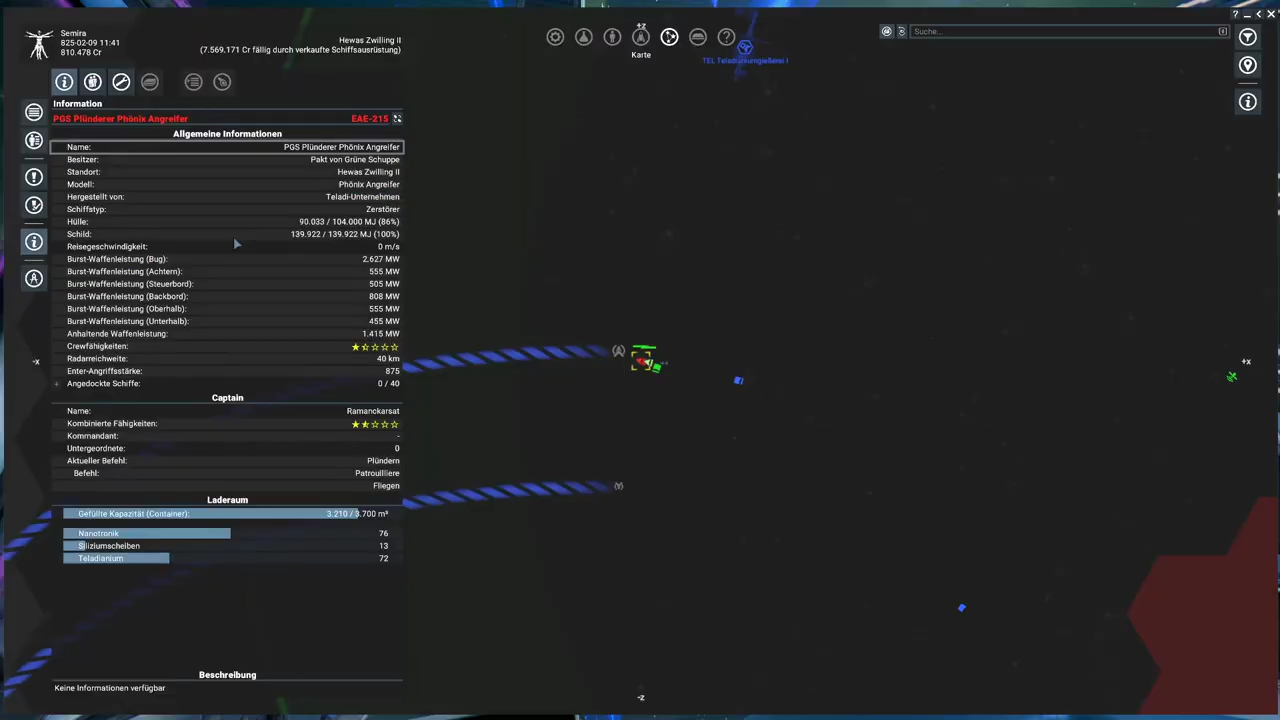 Semira
825-02-09 11:41
810.478 Cr
Hewas Zwilling II
(7.569.171 Cr fällig durch verkaufte Schiffsausrüstung)
+Z
Karte
TEL Teladianiumgießerei I
Suche...
Information
PGS Plünderer Phönix Angreifer EAE-215
Allgemeine Informationen
Name: PGS Plünderer Phönix Angreifer
Besitzer: Pakt von Grüne Schuppe
Standort: Hewas Zwilling II
Modell: Phönix Angreifer
Hergestellt von: Teladi-Unternehmen
Schiffstyp: Zerstörer
Hülle: 90.033 / 104.000 MJ (86%)
Schild: 139.922 / 139.922 MJ (100%)
Reisegeschwindigkeit: 0 m/s
Burst-Waffenleistung (Bug): 2.627 MW
Burst-Waffenleistung (Achtern): 555 MW
Burst-Waffenleistung (Steuerbord): 505 MW
Burst-Waffenleistung (Backbord): 808 MW
Burst-Waffenleistung (Oberhalb): 555 MW
Burst-Waffenleistung (Unterhalb): 455 MW
Anhaltende Waffenleistung: 1.415 MW
Crewfähigkeiten:
Radarreichweite: 40 km
Enter-Angriffsstärke: 875
+ Angedockte Schiffe: 0 / 40
Captain
Name: Ramanckarsat
Kombinierte Fähigkeiten:
Kommandant: -
Untergeordnete: 0
Aktueller Befehl: Plündern
Befehl: Patrouilliere
Fliegen
Laderaum
Gefüllte Kapazität (Container): 3.210 / 3.700 m³
Nanotronik 76
Siliziumscheiben 13
Teladianium 72
Beschreibung
Keine Informationen verfügbar
-X
+X
-Z